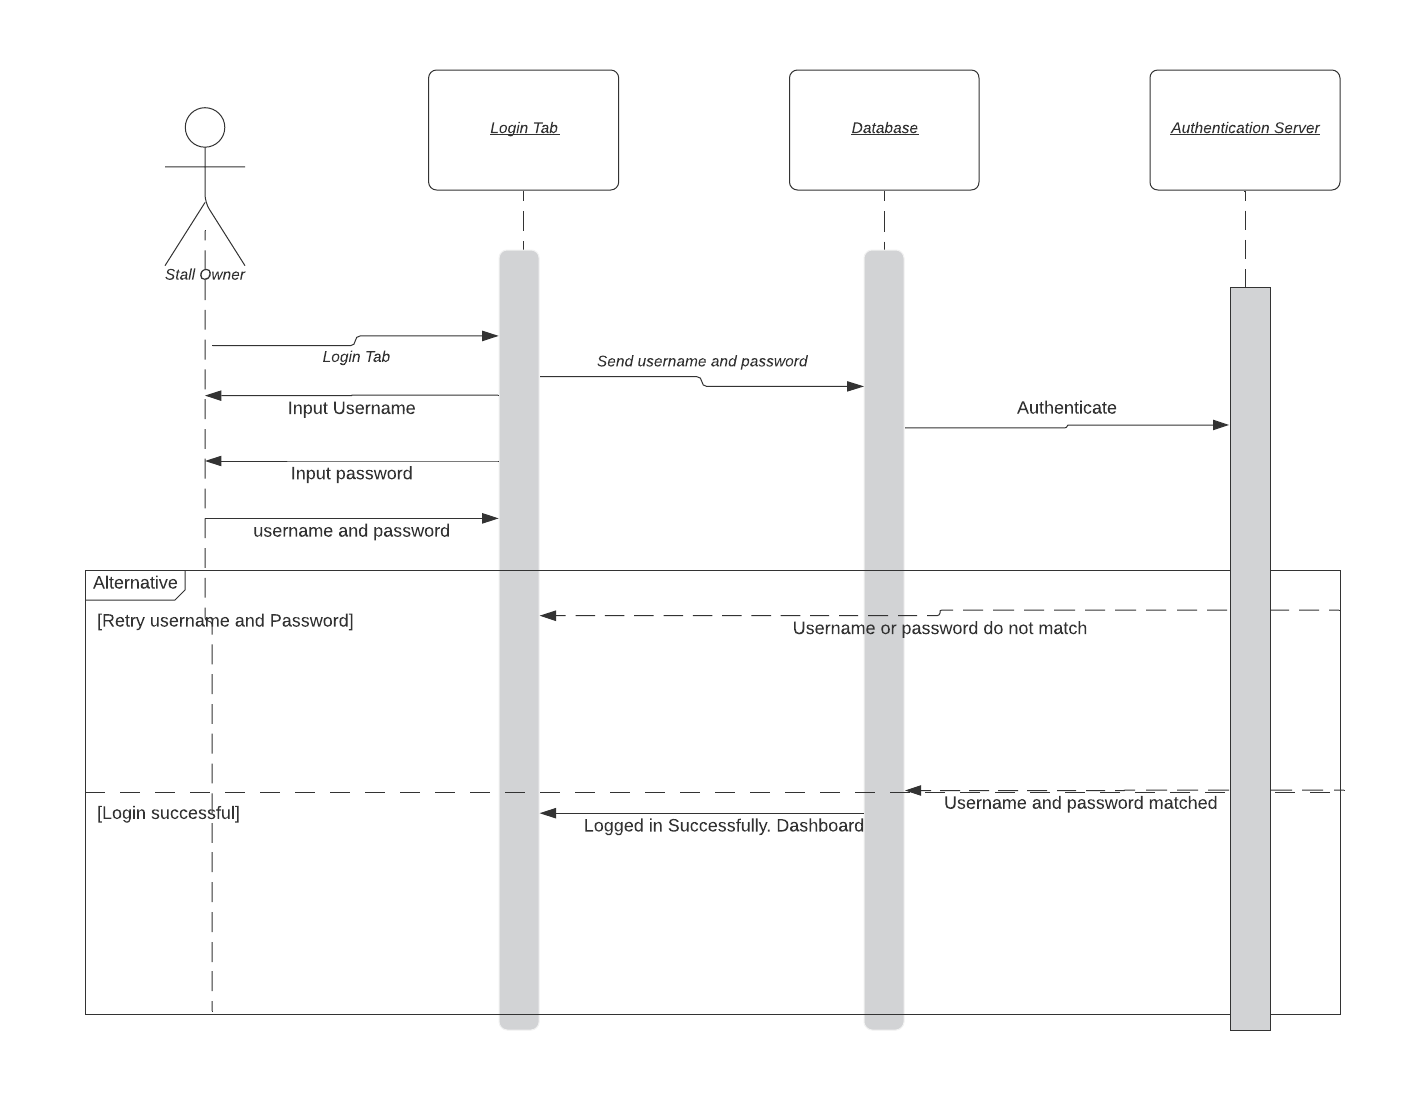 Login Tab
Database
Authentication Server
Stall Owner
Login Tab
Send username and password
Input Username
Authenticate
Input password
username and password
Alternative
[Retry username and Password]
Username or password do not match
Username and password matched
[Login successful]
Logged in Successfully. Dashboard